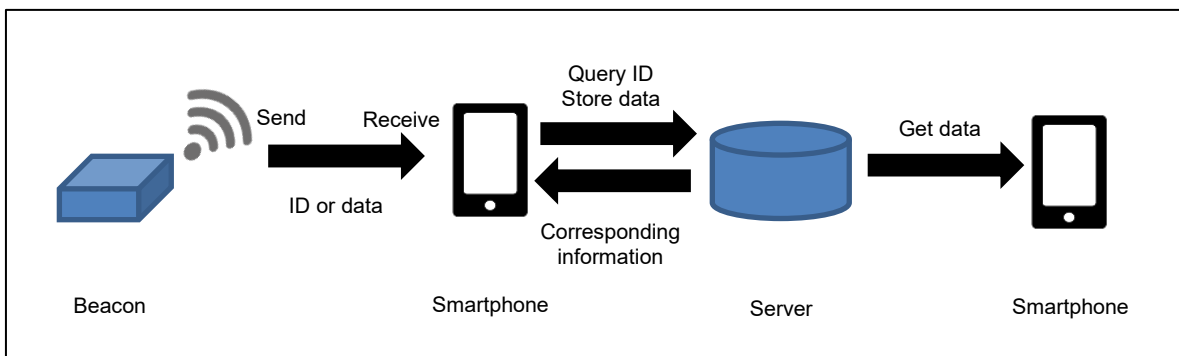 Send
Receive
ID or data
Query ID
Store data
Corresponding
information
Get data
Beacon
Smartphone
Server
Smartphone